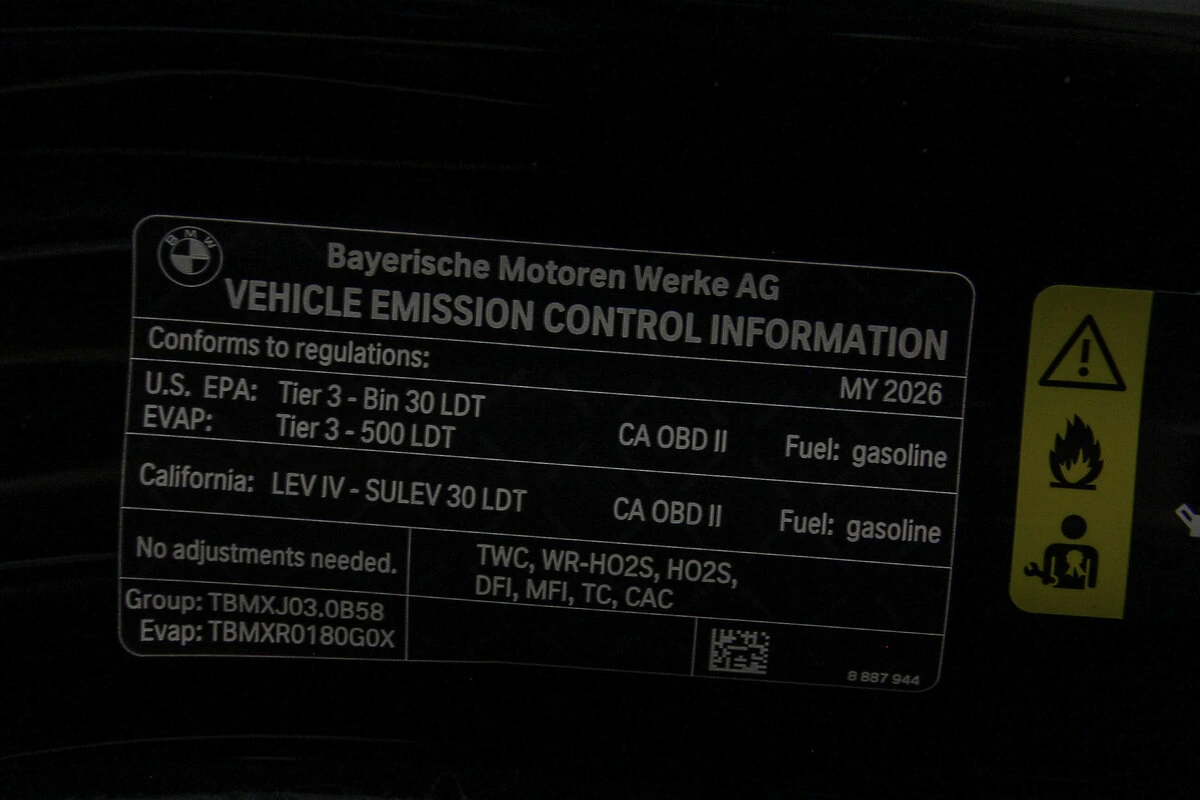 BMW
Bayerische Motoren Werke AG
VEHICLE EMISSION CONTROL INFORMATION
Conforms to regulations:
MY 2026
U.S. EPA: Tier 3 - Bin 30 LDT
EVAP: Tier 3 - 500 LDT CA OBD II Fuel: gasoline
California: LEV IV - SULEV 30 LDT CA OBD II Fuel: gasoline
No adjustments needed.
TWC, WR-HO2S, HO2S,
DFI, MFI, TC, CAC
Group: TBMXJ03.0B58
Evap: TBMXR0180G0X
8 887 944